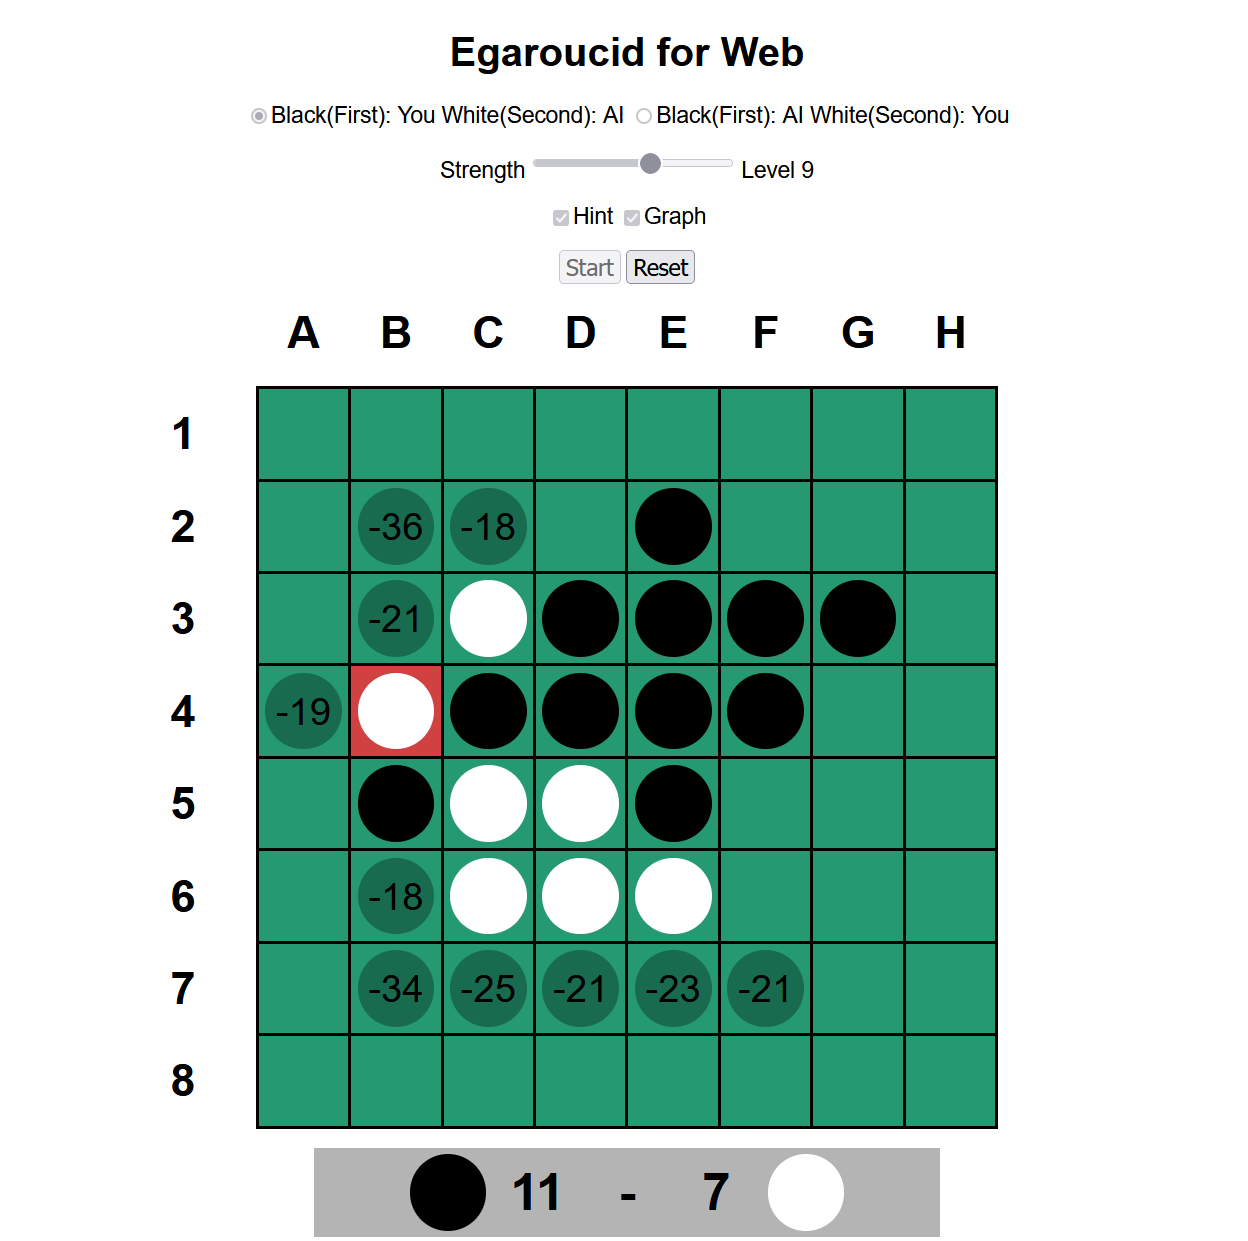 Egaroucid for Web
Black(First): You White(Second): AI Black(First): AI White(Second): You
Strength Level 9
Hint Graph
Start Reset
A B C D E F G H
1
2 -36 -18
3 -21
4 -19
5
6 -18
7 -34 -25 -21 -23 -21
8
11 - 7